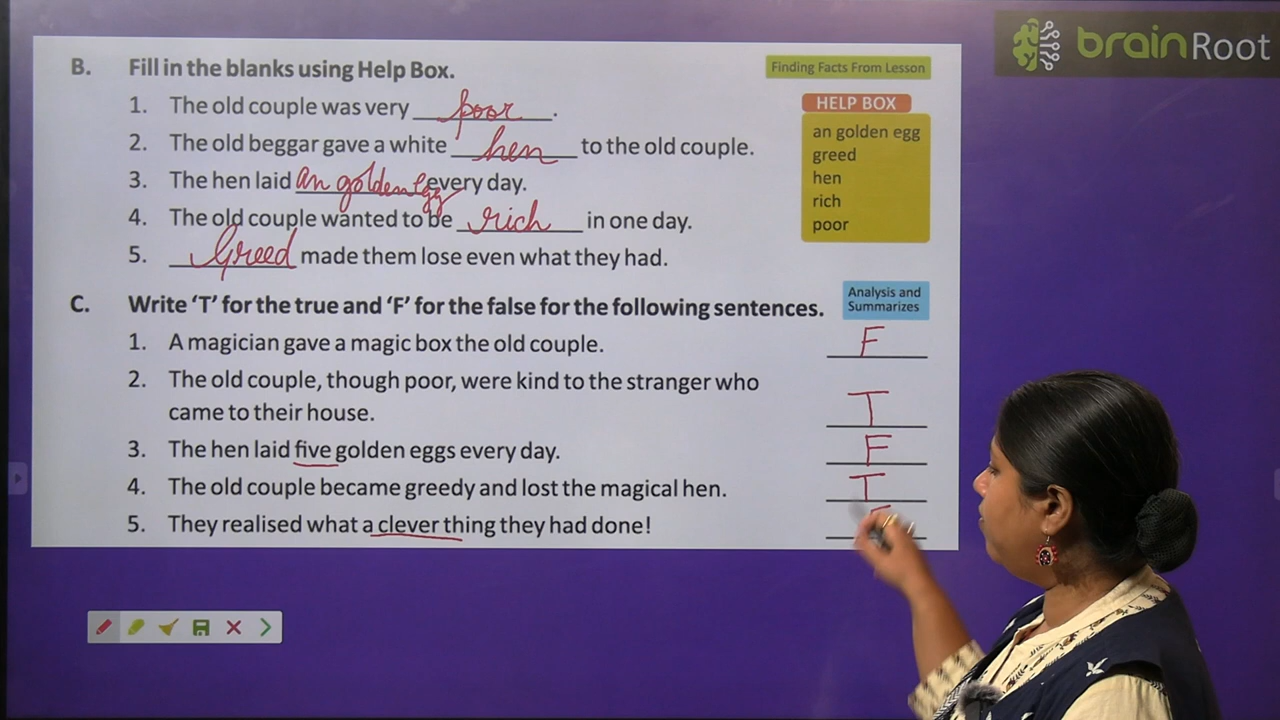 brainRoot
B. Fill in the blanks using Help Box.
Finding Facts From Lesson
1. The old couple was very poor.
2. The old beggar gave a white hen to the old couple.
3. The hen laid an golden egg every day.
4. The old couple wanted to be rich in one day.
5. Greed made them lose even what they had.
HELP BOX
an golden egg
greed
hen
rich
poor
C. Write ‘T’ for the true and ‘F’ for the false for the following sentences.
Analysis and
Summarizes
1. A magician gave a magic box the old couple. F
2. The old couple, though poor, were kind to the stranger who
came to their house. T
3. The hen laid five golden eggs every day. F
4. The old couple became greedy and lost the magical hen. T
5. They realised what a clever thing they had done!